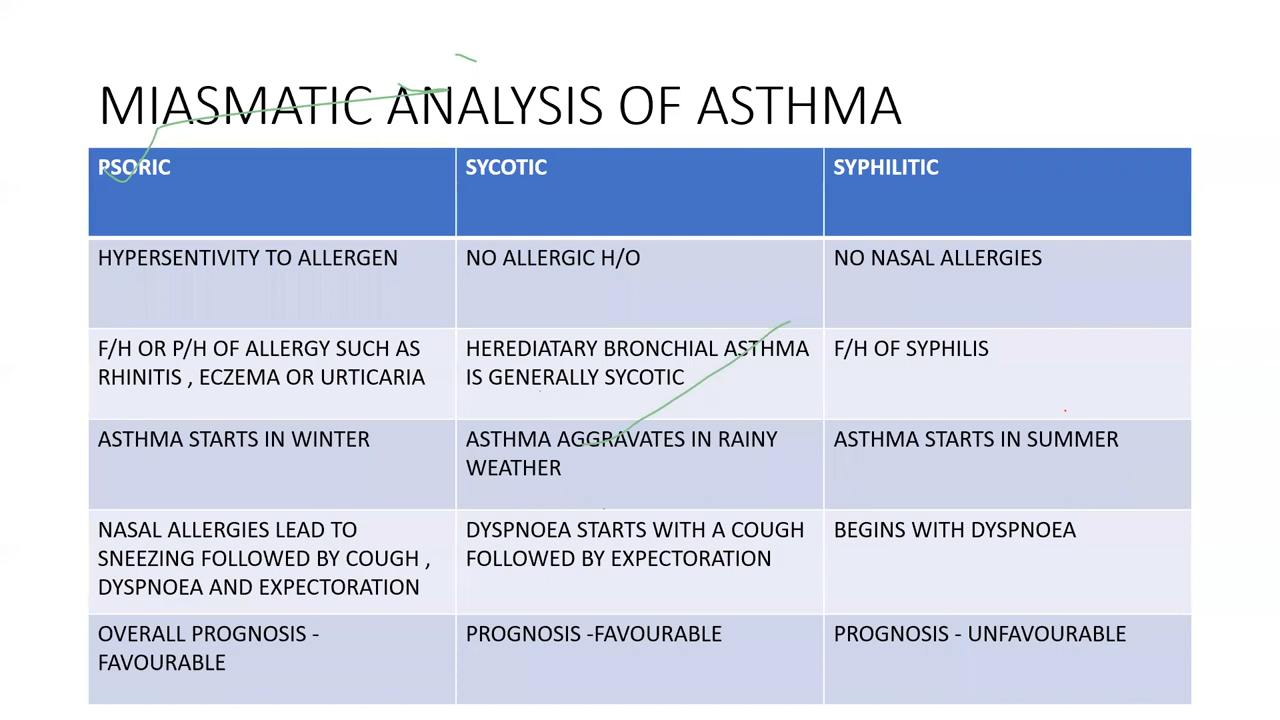 MIASMATIC ANALYSIS OF ASTHMA
PSORIC
SYCOTIC
SYPHILITIC
HYPERSENTIVITY TO ALLERGEN
NO ALLERGIC H/O
NO NASAL ALLERGIES
F/H OR P/H OF ALLERGY SUCH AS
RHINITIS , ECZEMA OR URTICARIA
HEREDIATARY BRONCHIAL ASTHMA
IS GENERALLY SYCOTIC
F/H OF SYPHILIS
ASTHMA STARTS IN WINTER
ASTHMA AGGRAVATES IN RAINY
WEATHER
ASTHMA STARTS IN SUMMER
NASAL ALLERGIES LEAD TO
SNEEZING FOLLOWED BY COUGH ,
DYSPNOEA AND EXPECTORATION
DYSPNOEA STARTS WITH A COUGH
FOLLOWED BY EXPECTORATION
BEGINS WITH DYSPNOEA
OVERALL PROGNOSIS -
FAVOURABLE
PROGNOSIS -FAVOURABLE
PROGNOSIS - UNFAVOURABLE